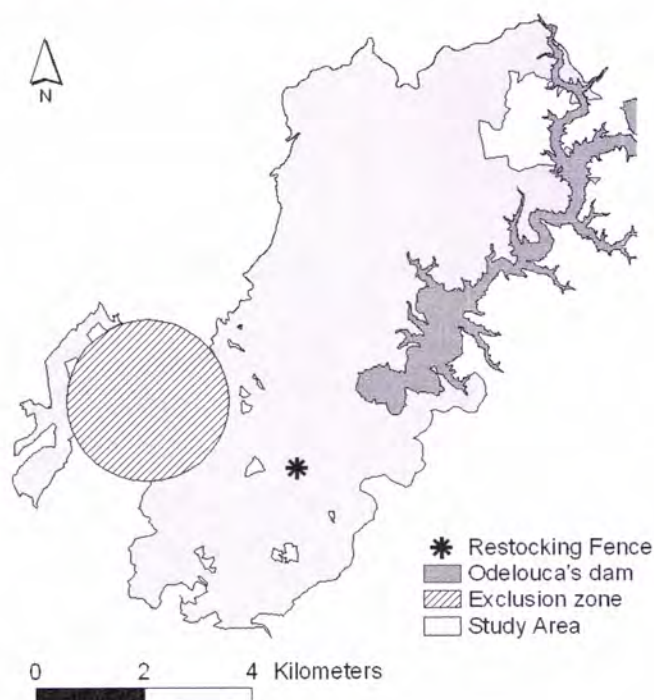 N
Restocking Fence
Odelouca's dam
Exclusion zone
Study Area
0 2 4 Kilometers